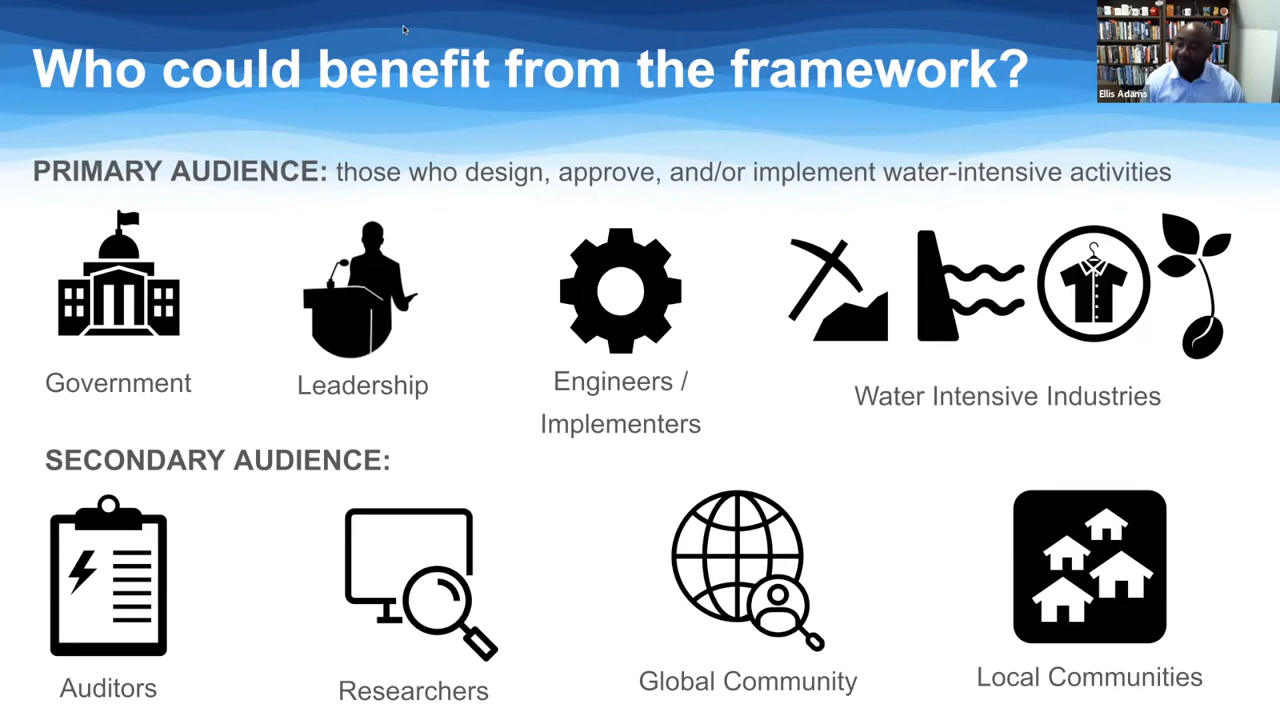 Who could benefit from the framework?
Ellis Adams
PRIMARY AUDIENCE: those who design, approve, and/or implement water-intensive activities
Government
Leadership
Engineers /
Implementers
Water Intensive Industries
SECONDARY AUDIENCE:
Auditors
Researchers
Global Community
Local Communities